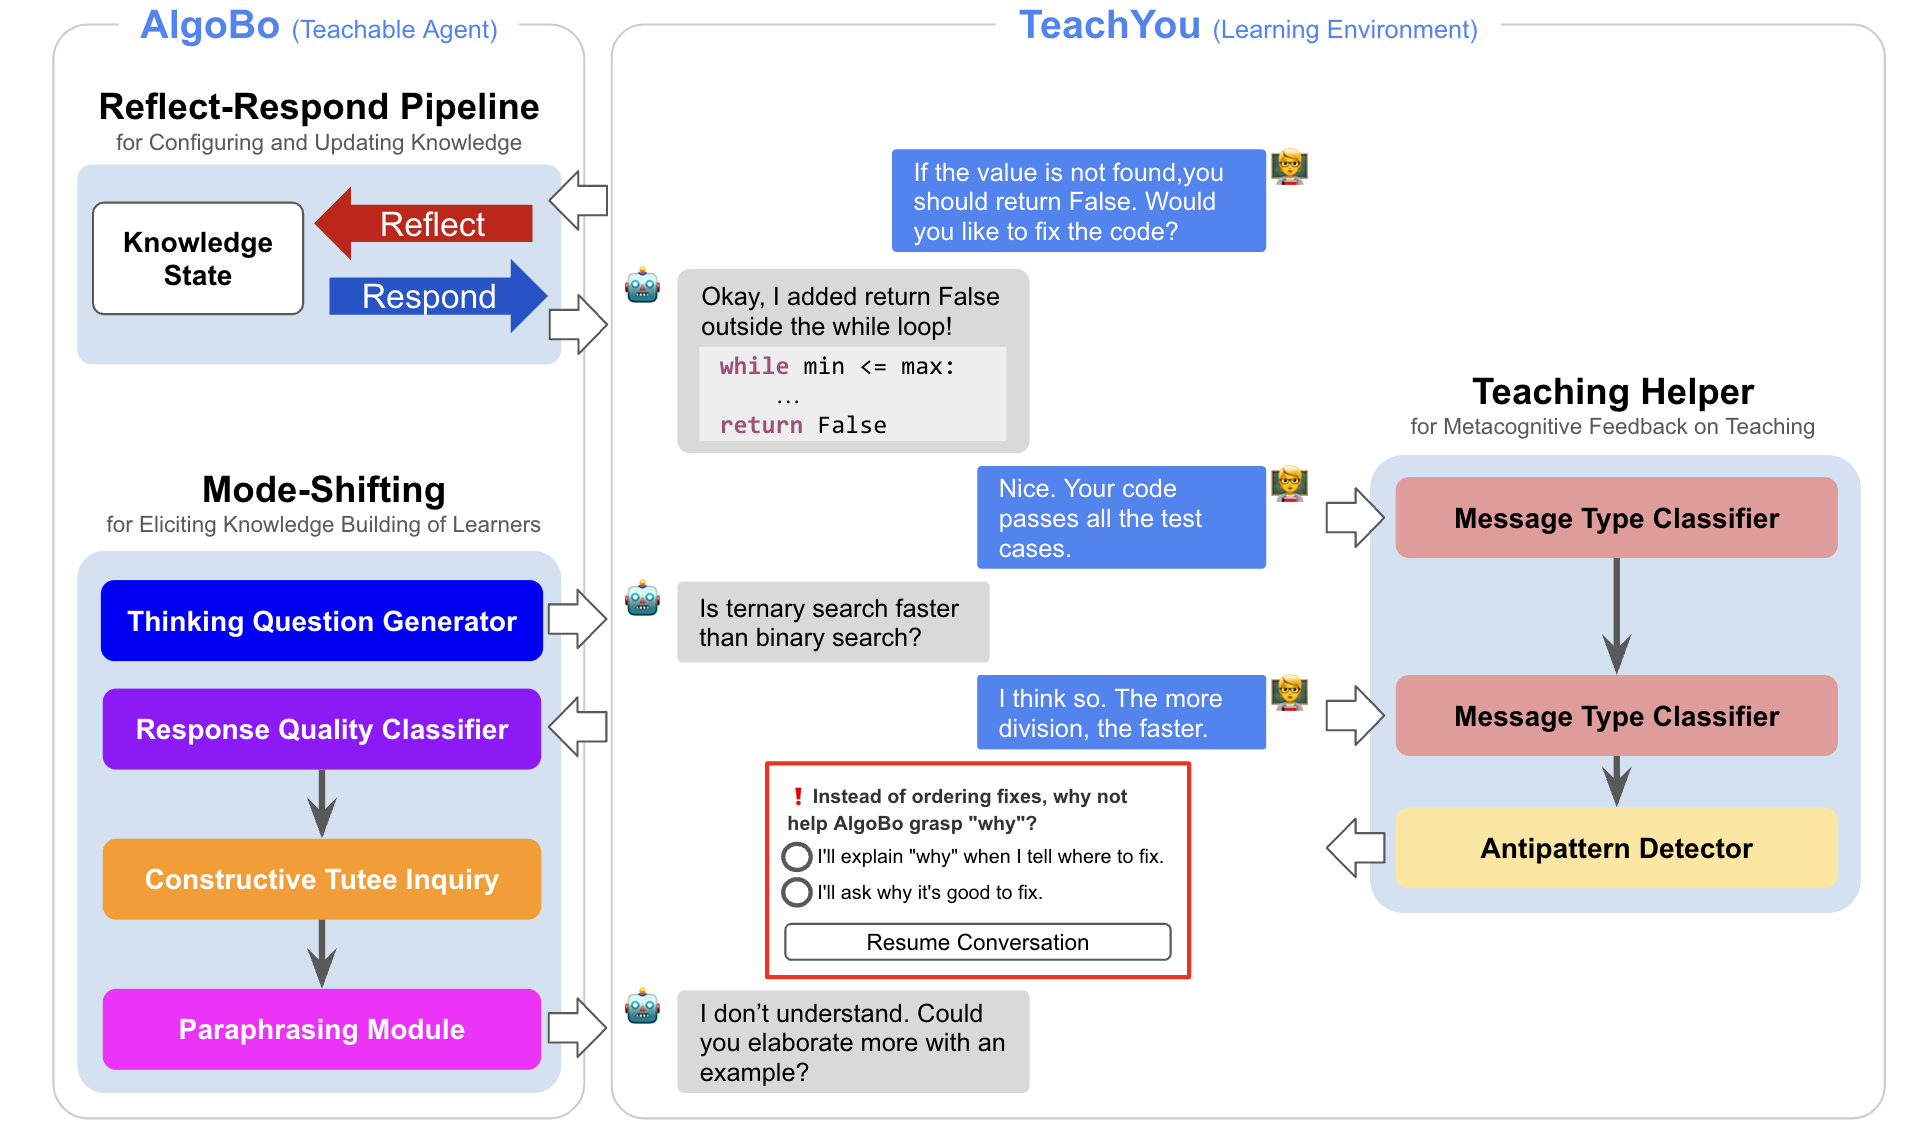 AlgoBo (Teachable Agent)
Reflect-Respond Pipeline
for Configuring and Updating Knowledge
Knowledge
State
Reflect
Respond
Mode-Shifting
for Eliciting Knowledge Building of Learners
Thinking Question Generator
Response Quality Classifier
Constructive Tutee Inquiry
Paraphrasing Module
TeachYou (Learning Environment)
If the value is not found,you
should return False. Would
you like to fix the code?
Okay, I added return False
outside the while loop!
while min <= max:
...
return False
Nice. Your code
passes all the test
cases.
Is ternary search faster
than binary search?
I think so. The more
division, the faster.
❗ Instead of ordering fixes, why not
help AlgoBo grasp "why"?
I'll explain "why" when I tell where to fix.
I'll ask why it's good to fix.
Resume Conversation
I don’t understand. Could
you elaborate more with an
example?
Teaching Helper
for Metacognitive Feedback on Teaching
Message Type Classifier
Message Type Classifier
Antipattern Detector